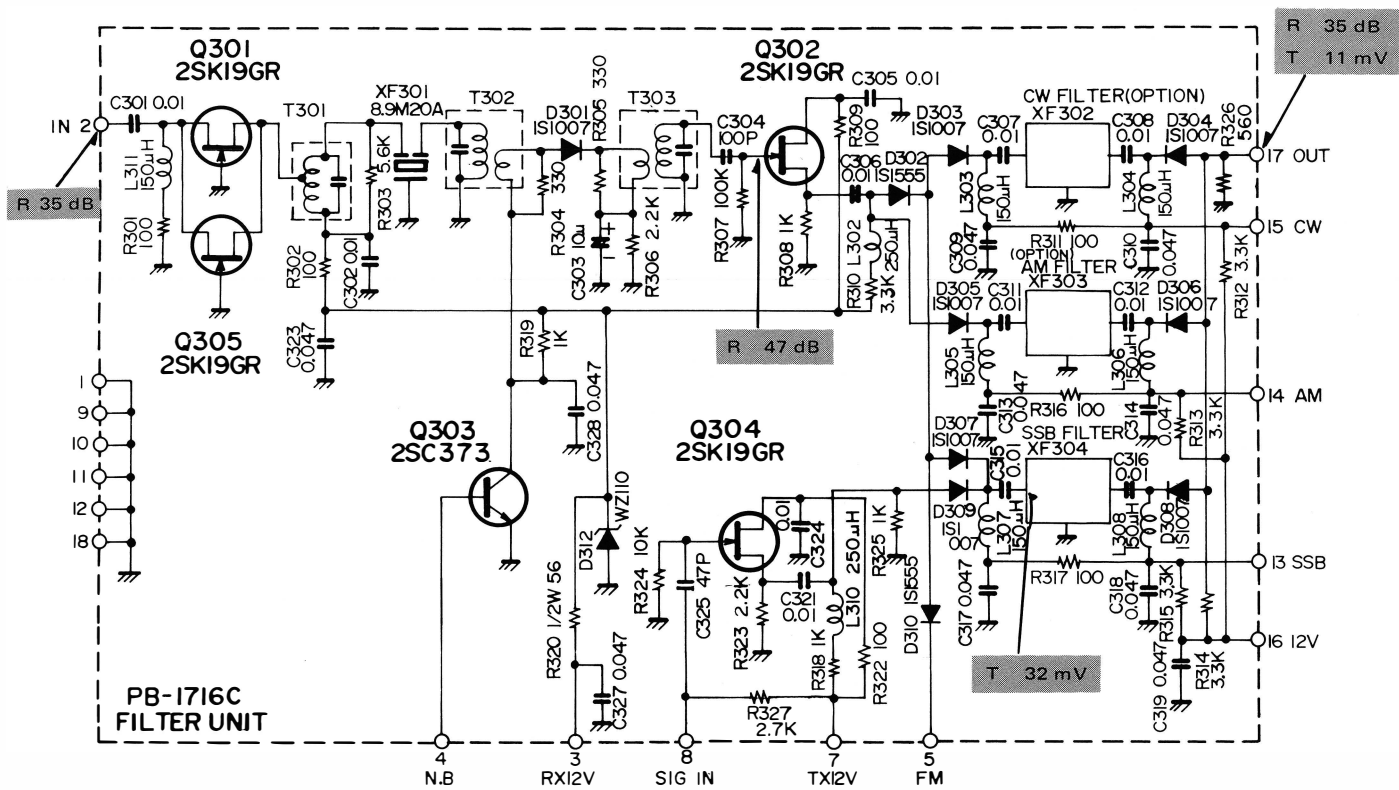 R 35 dB
T 11 mV
Q301
2SK19GR
Q302
2SK19GR
C301 0.01
IN 2
L311
150µH
R301
100
R 35 dB
T301
XF301
8.9M20A
5.6K
R303
T302
D301
1S1007
R305 330
T303
330
R304
C303 10µ
+
R306 2.2K
C304
100P
R307 100K
R308 1K
C305 0.01
R309
100
C306
0.01
D302
1S1555
L302
250µH
R310
3.3K
R302
100
C302 0.01
C323
0.047
Q305
2SK19GR
D303
1S1007
C307
0.01
CW FILTER(OPTION)
XF302
C308
0.01
D304
1S1007
R326
560
17 OUT
L303
150µH
L304
150µH
C309
0.047
R311 100
C310
0.047
15 CW
R312
3.3K
(OPTION)
AM FILTER
XF303
D305
1S1007
C311
0.01
C312
0.01
D306
1S1007
L305
150µH
L306
150µH
C313
0.047
R316 100
C314
0.047
R313
3.3K
14 AM
R 47 dB
R319
1K
C328 0.047
1
9
10
11
12
18
Q303
2SC373
WZ110
D312
R320 1/2W 56
C327 0.047
Q304
2SK19GR
R324 10K
C325 47P
R323 2.2K
C324
0.01
C321
0.01
L310 250µH
R318 1K
R322 100
R325 1K
R327
2.7K
D307
1S1007
D309
1S1
007
D310 1S1555
SSB FILTER
XF304
C315
0.01
C316
0.01
D308
1S1007
L307
150µH
L308
150µH
C317 0.047
R317 100
C318
0.047
R315 3.3K
13 SSB
16 12V
R314
3.3K
C319 0.047
T 32 mV
PB-1716C
FILTER UNIT
4
N.B
3
RX12V
8
SIG IN
7
TX12V
5
FM